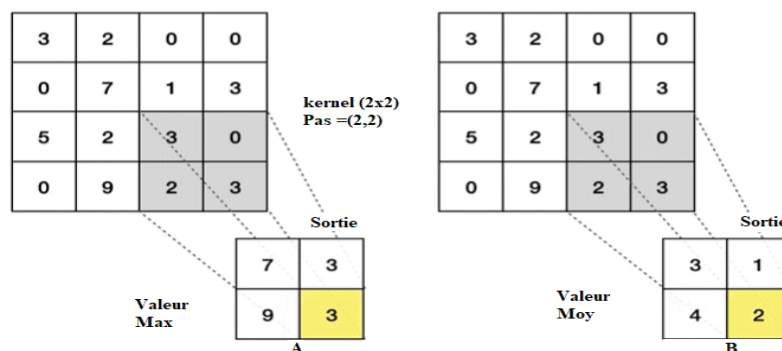 3 2 0 0
0 7 1 3
5 2 3 0
0 9 2 3
kernel (2x2)
Pas =(2,2)
Sortie
7 3
9 3
Valeur
Max
A
3 2 0 0
0 7 1 3
5 2 3 0
0 9 2 3
Sortie
3 1
4 2
Valeur
Moy
B